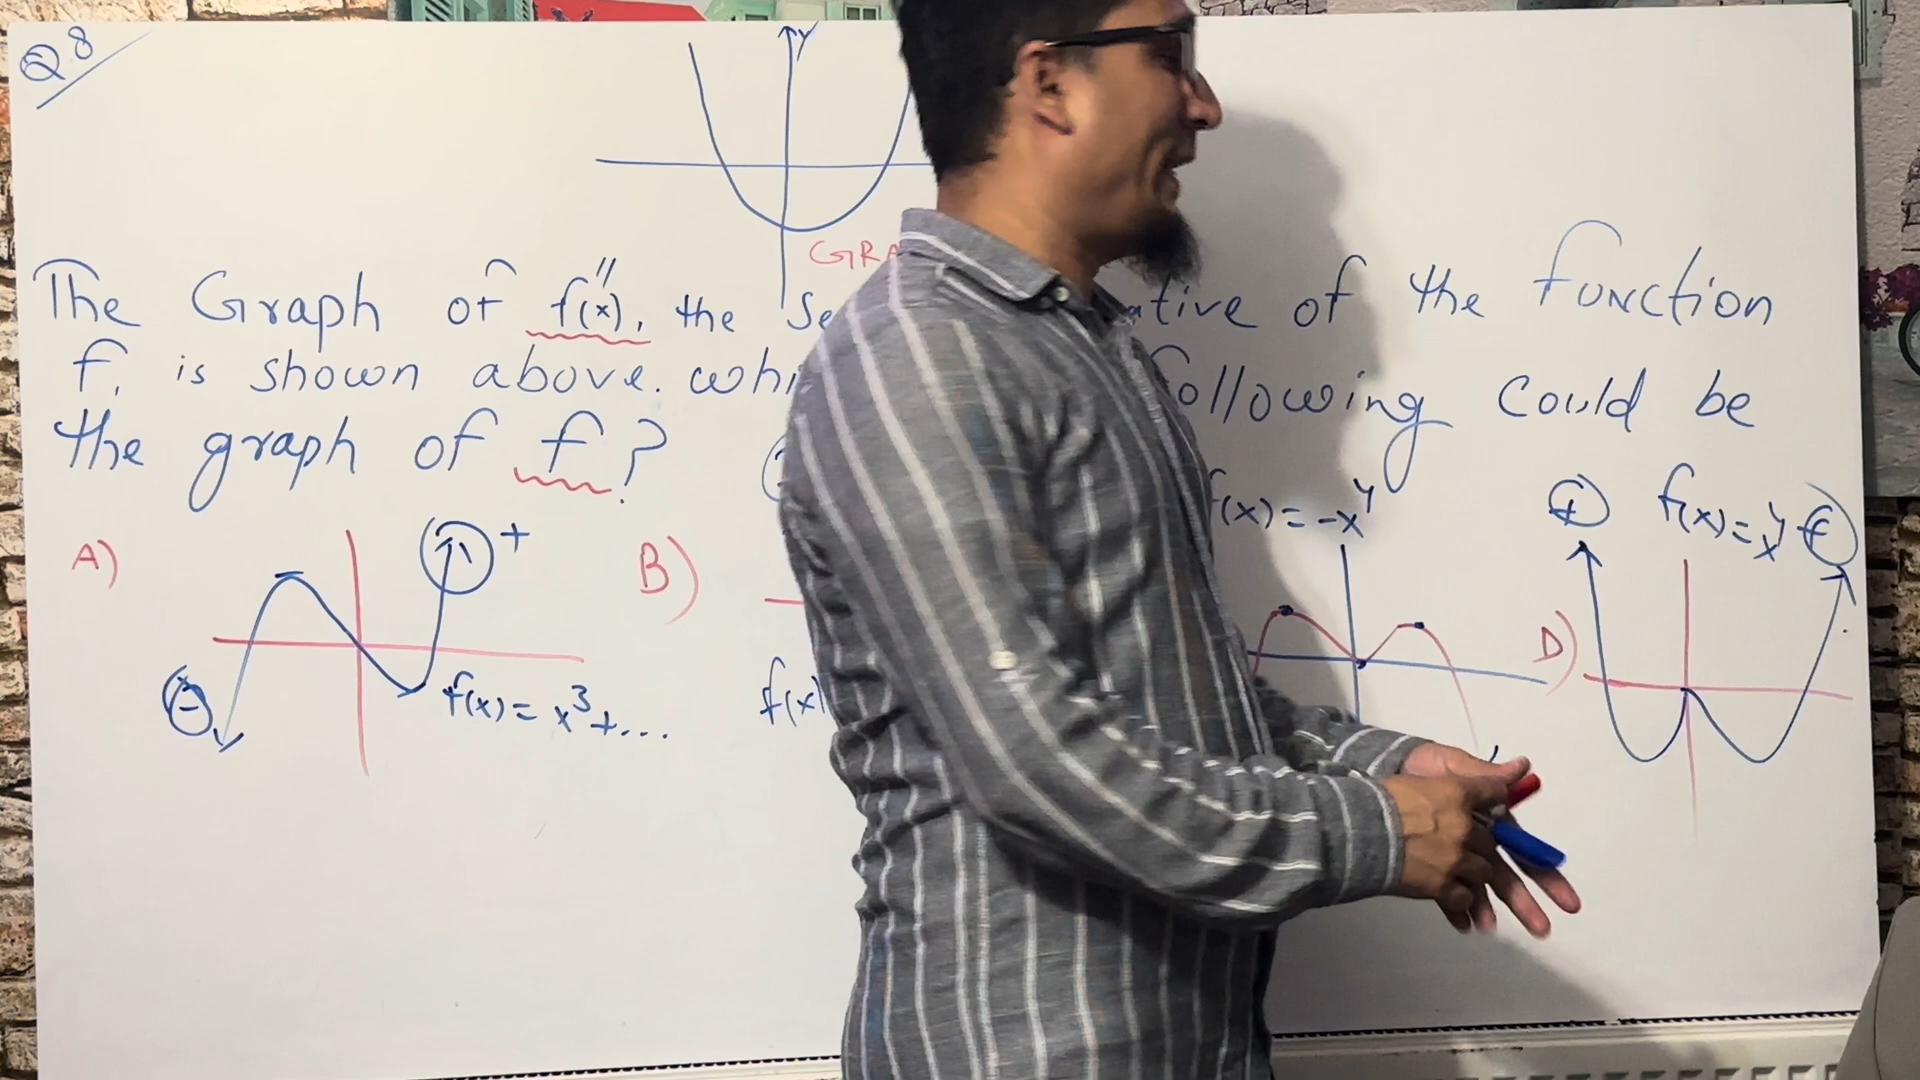 Q8
Y
GRA
The Graph of f''(x), the Se ative of the function
f, is shown above. whi following could be
the graph of f?
f(x) = -x⁴
f(x) = x⁴
+
+
A)
+
B)
D)
-
f(x) = x³+...
f(x)